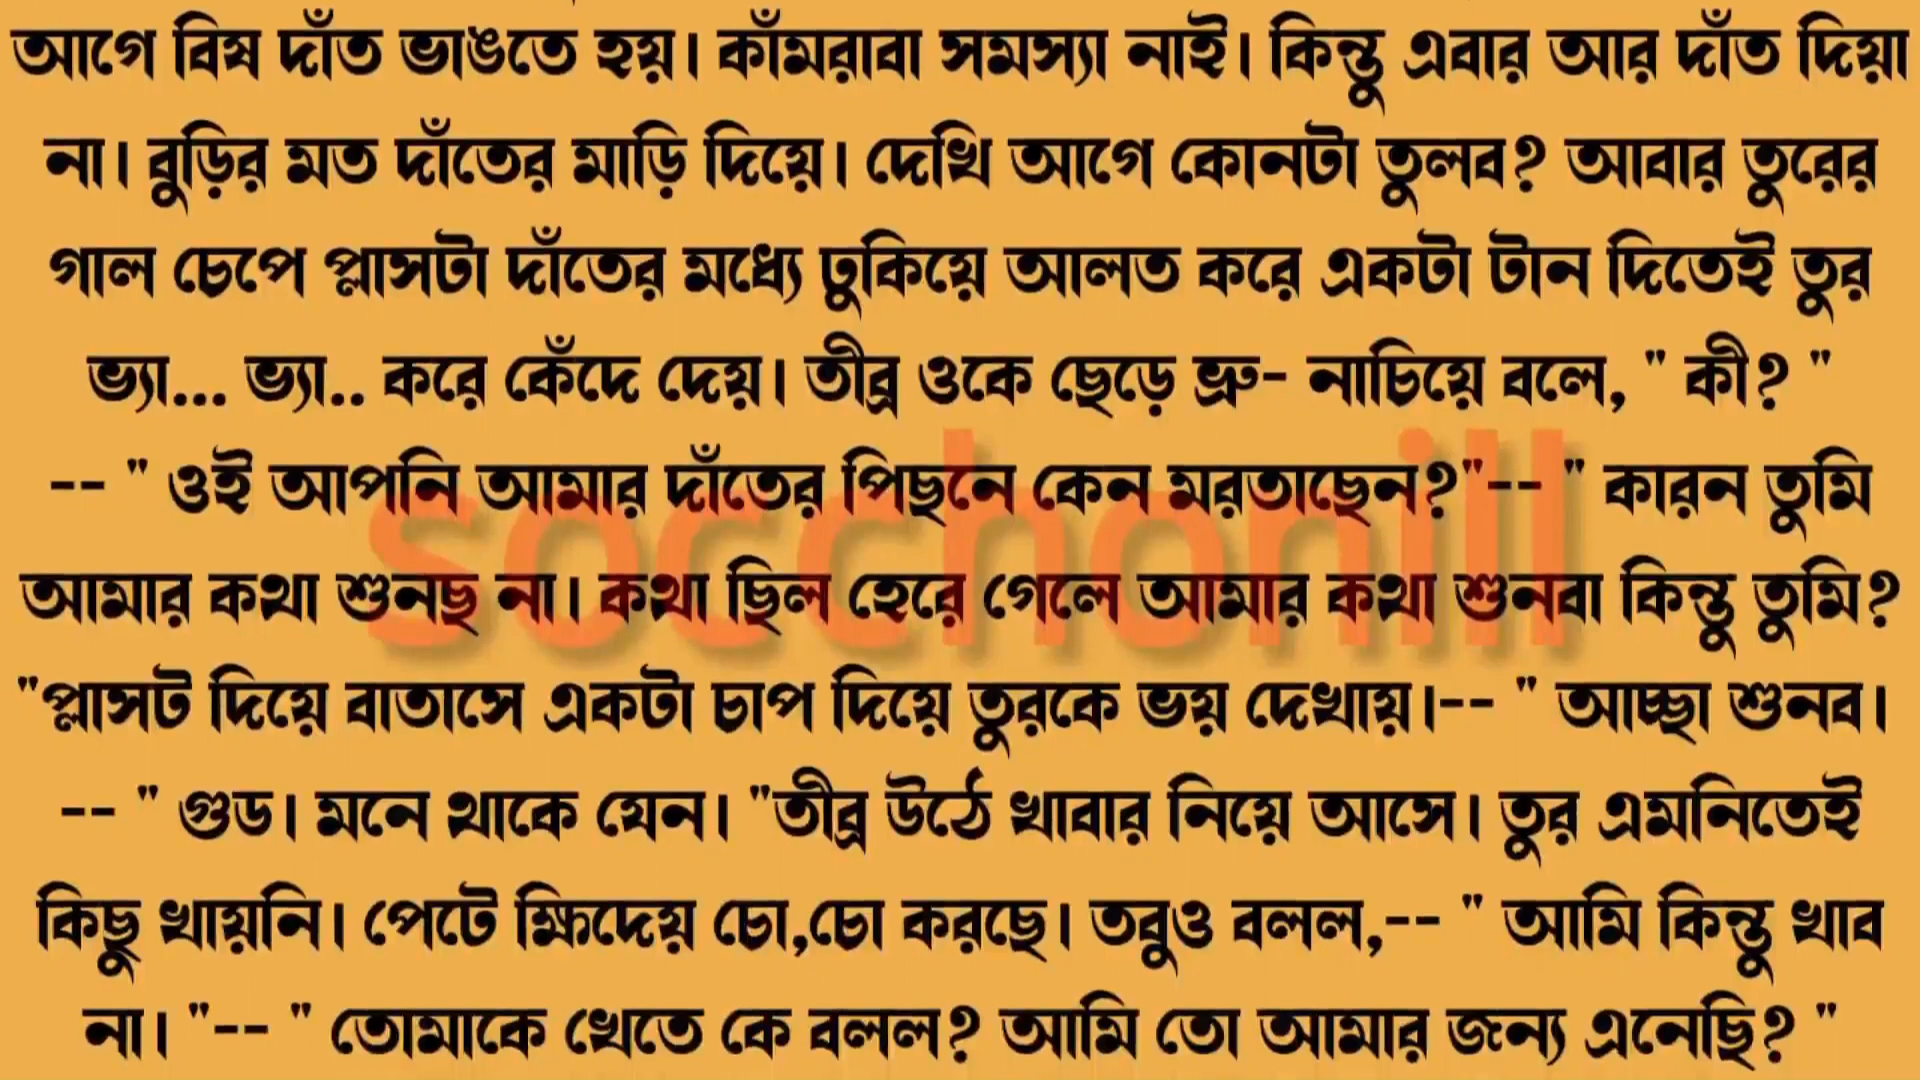 আগে বিষ দাঁত ভাঙতে হয়। কাঁমরাবা সমস্যা নাই। কিন্তু এবার আর দাঁত দিয়া
না। বুড়ির মত দাঁতের মাড়ি দিয়ে। দেখি আগে কোনটা তুলব? আবার তুরের
গাল চেপে প্লাসটা দাঁতের মধ্যে ঢুকিয়ে আলত করে একটা টান দিতেই তুর
ভ্যা... ভ্যা.. করে কেঁদে দেয়। তীব্র ওকে ছেড়ে ভ্রু- নাচিয়ে বলে, " কী? "
-- " ওই আপনি আমার দাঁতের পিছনে কেন মরতাছেন?"-- " কারন তুমি
আমার কথা শুনছ না। কথা ছিল হেরে গেলে আমার কথা শুনবা কিন্তু তুমি?
"প্লাসট দিয়ে বাতাসে একটা চাপ দিয়ে তুরকে ভয় দেখায়।-- " আচ্ছা শুনব।
-- " গুড। মনে থাকে যেন। "তীব্র উঠে খাবার নিয়ে আসে। তুর এমনিতেই
কিছু খায়নি। পেটে ক্ষিদেয় চো,চো করছে। তবুও বলল,-- " আমি কিন্তু খাব
না। "-- " তোমাকে খেতে কে বলল? আমি তো আমার জন্য এনেছি? "
socchonill